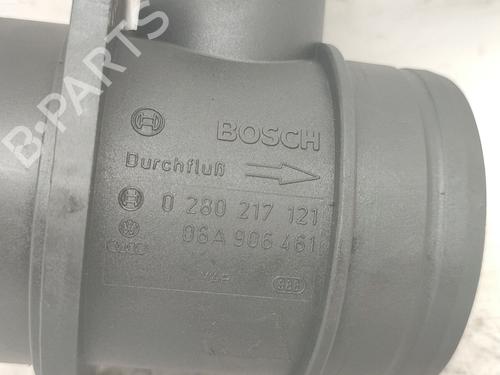 B-PARTS
BOSCH
Durchfluß
0 280 217 121
06A 906 461